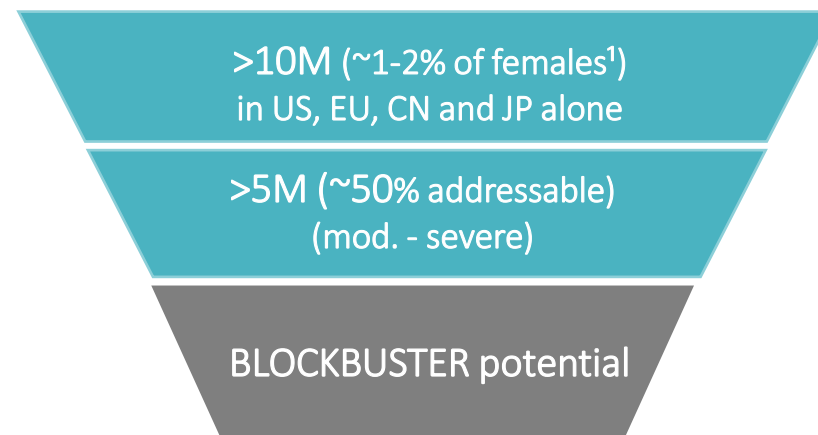 >10M (~1-2% of females¹)
in US, EU, CN and JP alone
>5M (~50% addressable)
(mod. - severe)
BLOCKBUSTER potential